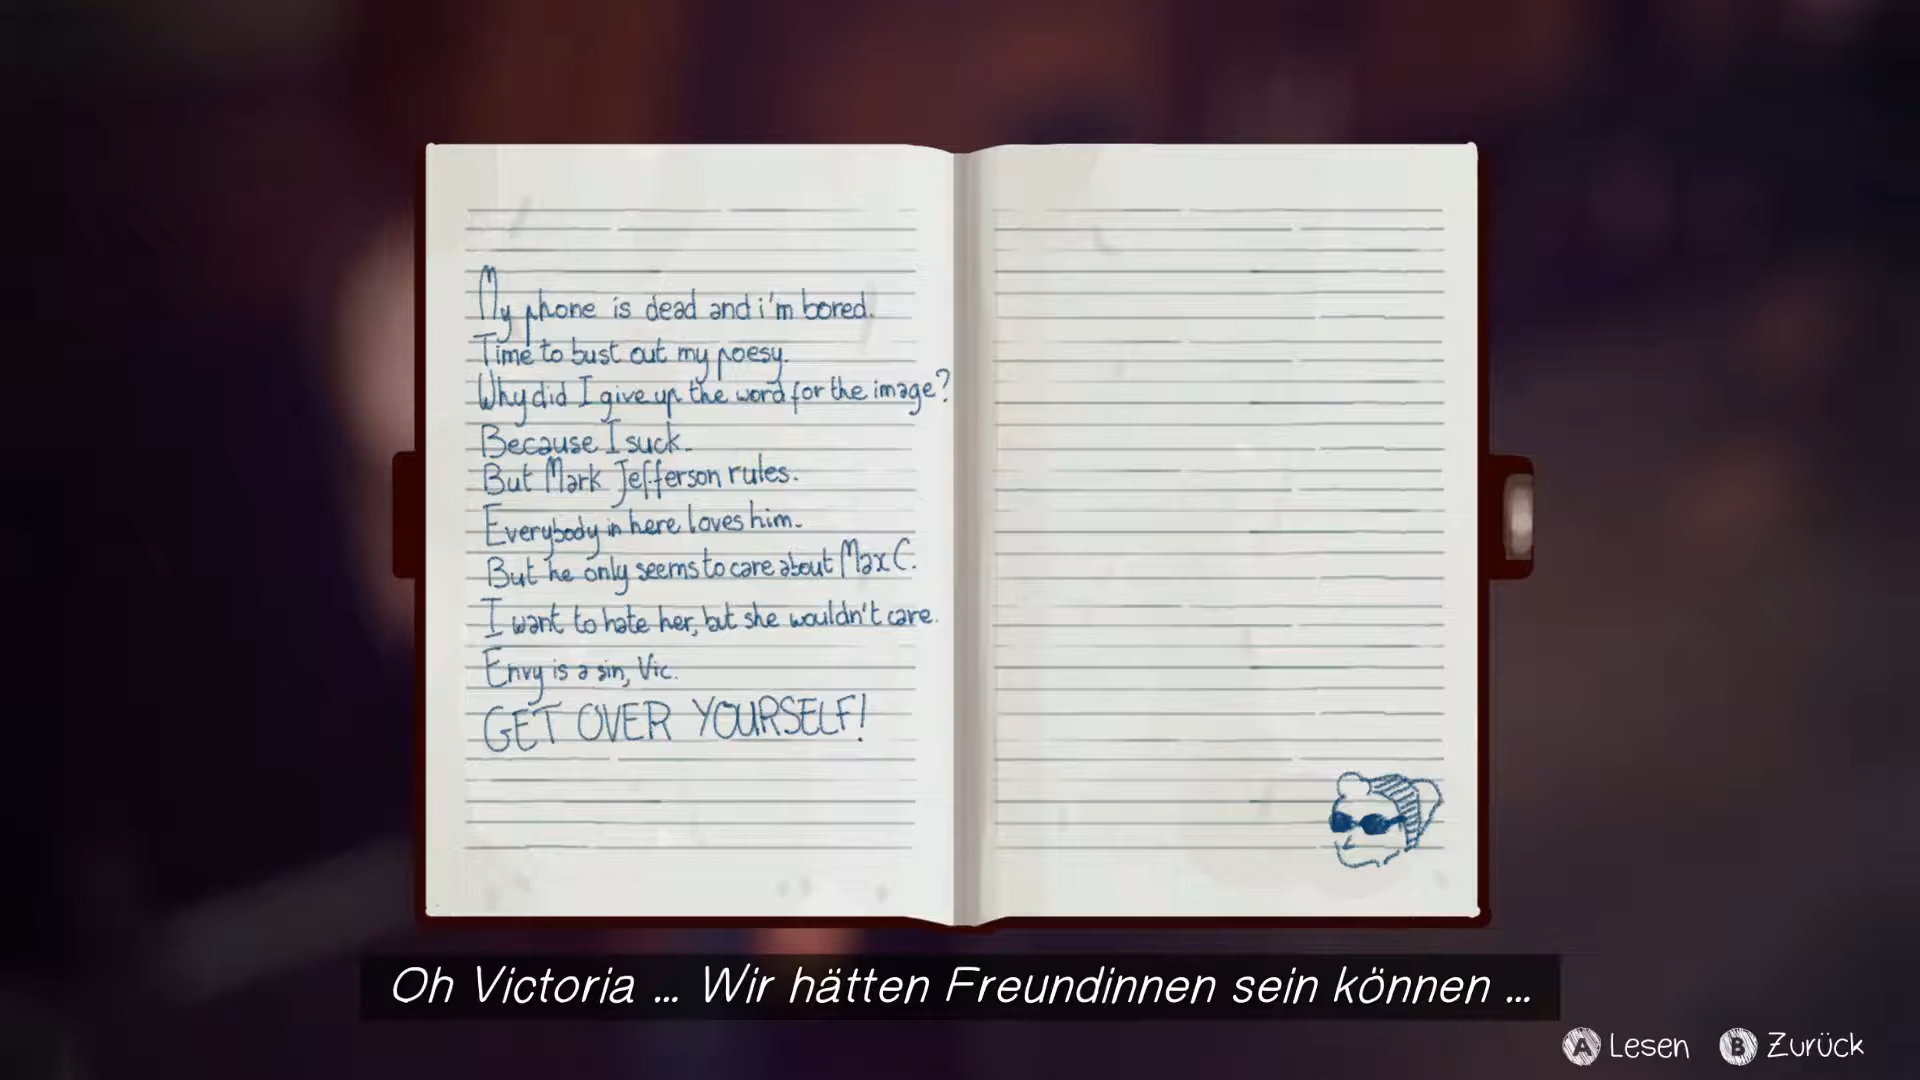 My phone is dead and i'm bored.
Time to bust out my poesy.
Why did I give up the word for the image?
Because I suck.
But Mark Jefferson rules.
Everybody in here loves him.
But he only seems to care about Max C.
I want to hate her, but she wouldn't care.
Envy is a sin, Vic.
GET OVER YOURSELF!
Oh Victoria ... Wir hätten Freundinnen sein können ...
A Lesen B Zurück